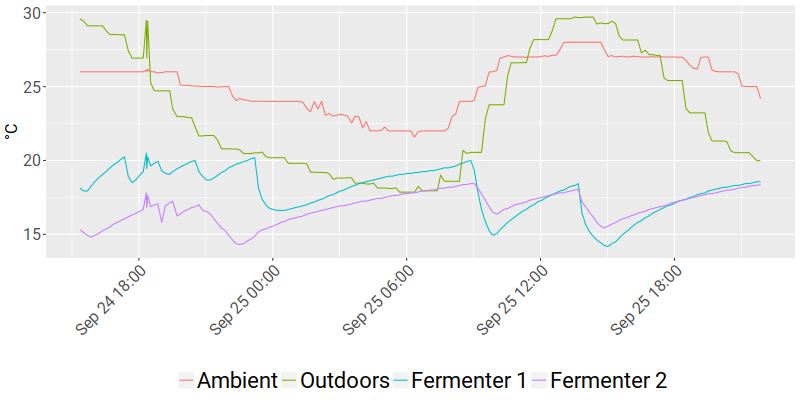 30
25
20
15
°C
Sep 24 18:00
Sep 25 00:00
Sep 25 06:00
Sep 25 12:00
Sep 25 18:00
Ambient Outdoors Fermenter 1 Fermenter 2